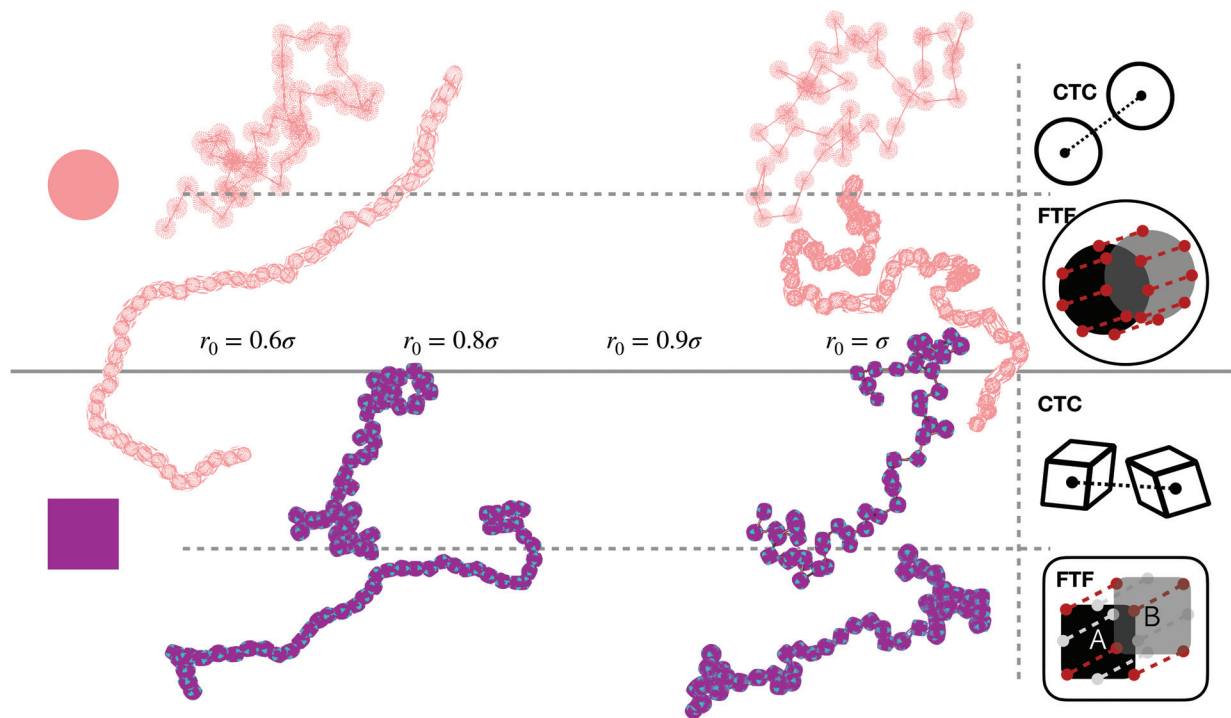 CTC
FTF
r₀ = 0.6σ
r₀ = 0.8σ
r₀ = 0.9σ
r₀ = σ
CTC
FTF
A
B